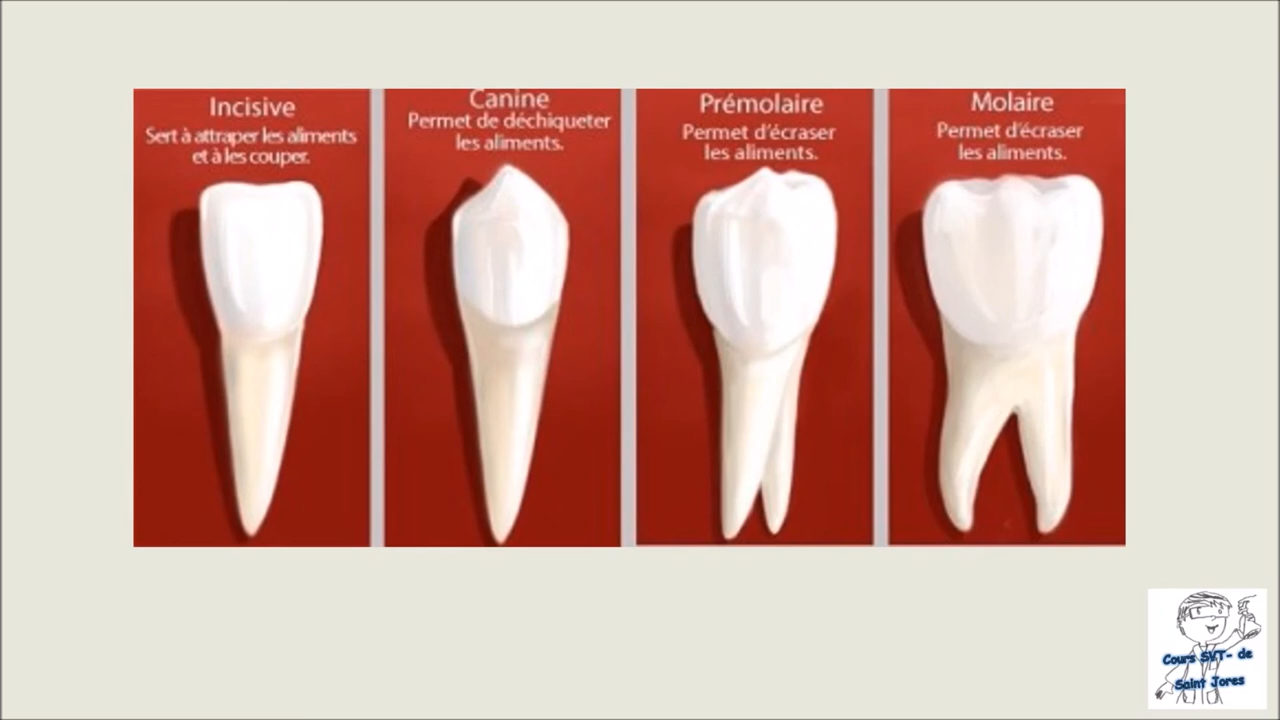 Incisive
Sert à attraper les aliments
et à les couper.
Canine
Permet de déchiqueter
les aliments.
Prémolaire
Permet d'écraser
les aliments.
Molaire
Permet d'écraser
les aliments.
Cours SVT- de
Saint Jores